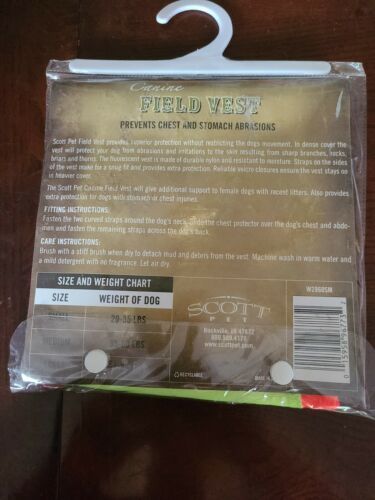 Canine
FIELD VEST
PREVENTS CHEST AND STOMACH ABRASIONS
Scott Pet Field Vest provides superior protection without restricting the dogs movement. In dense cover the
vest will protect your dog from abrasions and irritations to the skin resulting from sharp branches, rocks,
briars and thorns. The fluorescent vest is made of durable nylon and resistant to moisture. Straps on the sides
of the vest make for a snug fit and provides extra protection. Reliable velcro closures ensure the vest stays on
in heavier cover.
The Scott Pet Canine Field Vest will give additional support to female dogs with recent litters. Also provides
extra protection for dogs with stomach or chest injuries.
FITTING INSTRUCTIONS:
Fasten the two curved straps around the dog's neck, slide the chest protector over the dog's chest and abdo-
men and fasten the remaining straps across the dog's back.
CARE INSTRUCTIONS:
Brush with a stiff brush when dry to detach mud and debris from the vest. Machine wash in warm water and
a mild detergent with no fragrance. Let air dry.
SIZE AND WEIGHT CHART
SIZE WEIGHT OF DOG
LBS
LBS
SCOTT
PET
Rockville, IN 47872
800.969.4178
www.scottpet.com
RECYCLABLE
MADE